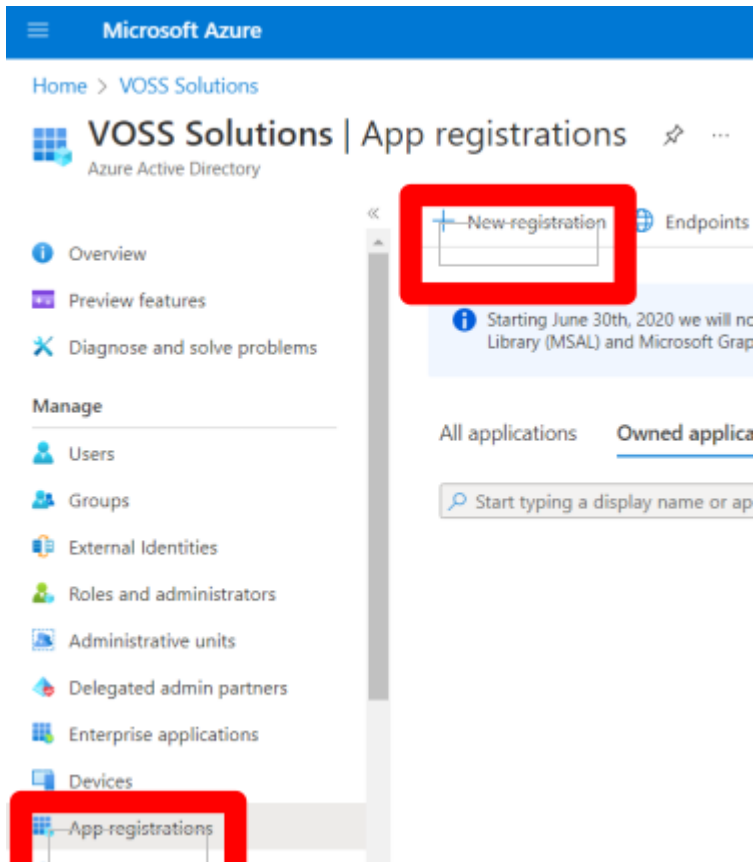 Microsoft Azure
Home > VOSS Solutions
VOSS Solutions | App registrations
Azure Active Directory
Overview
Preview features
Diagnose and solve problems
Manage
Users
Groups
External Identities
Roles and administrators
Administrative units
Delegated admin partners
Enterprise applications
Devices
App registrations
New registration
Endpoints
Starting June 30th, 2020 we will no
Library (MSAL) and Microsoft Grap
All applications
Owned applica
Start typing a display name or ap